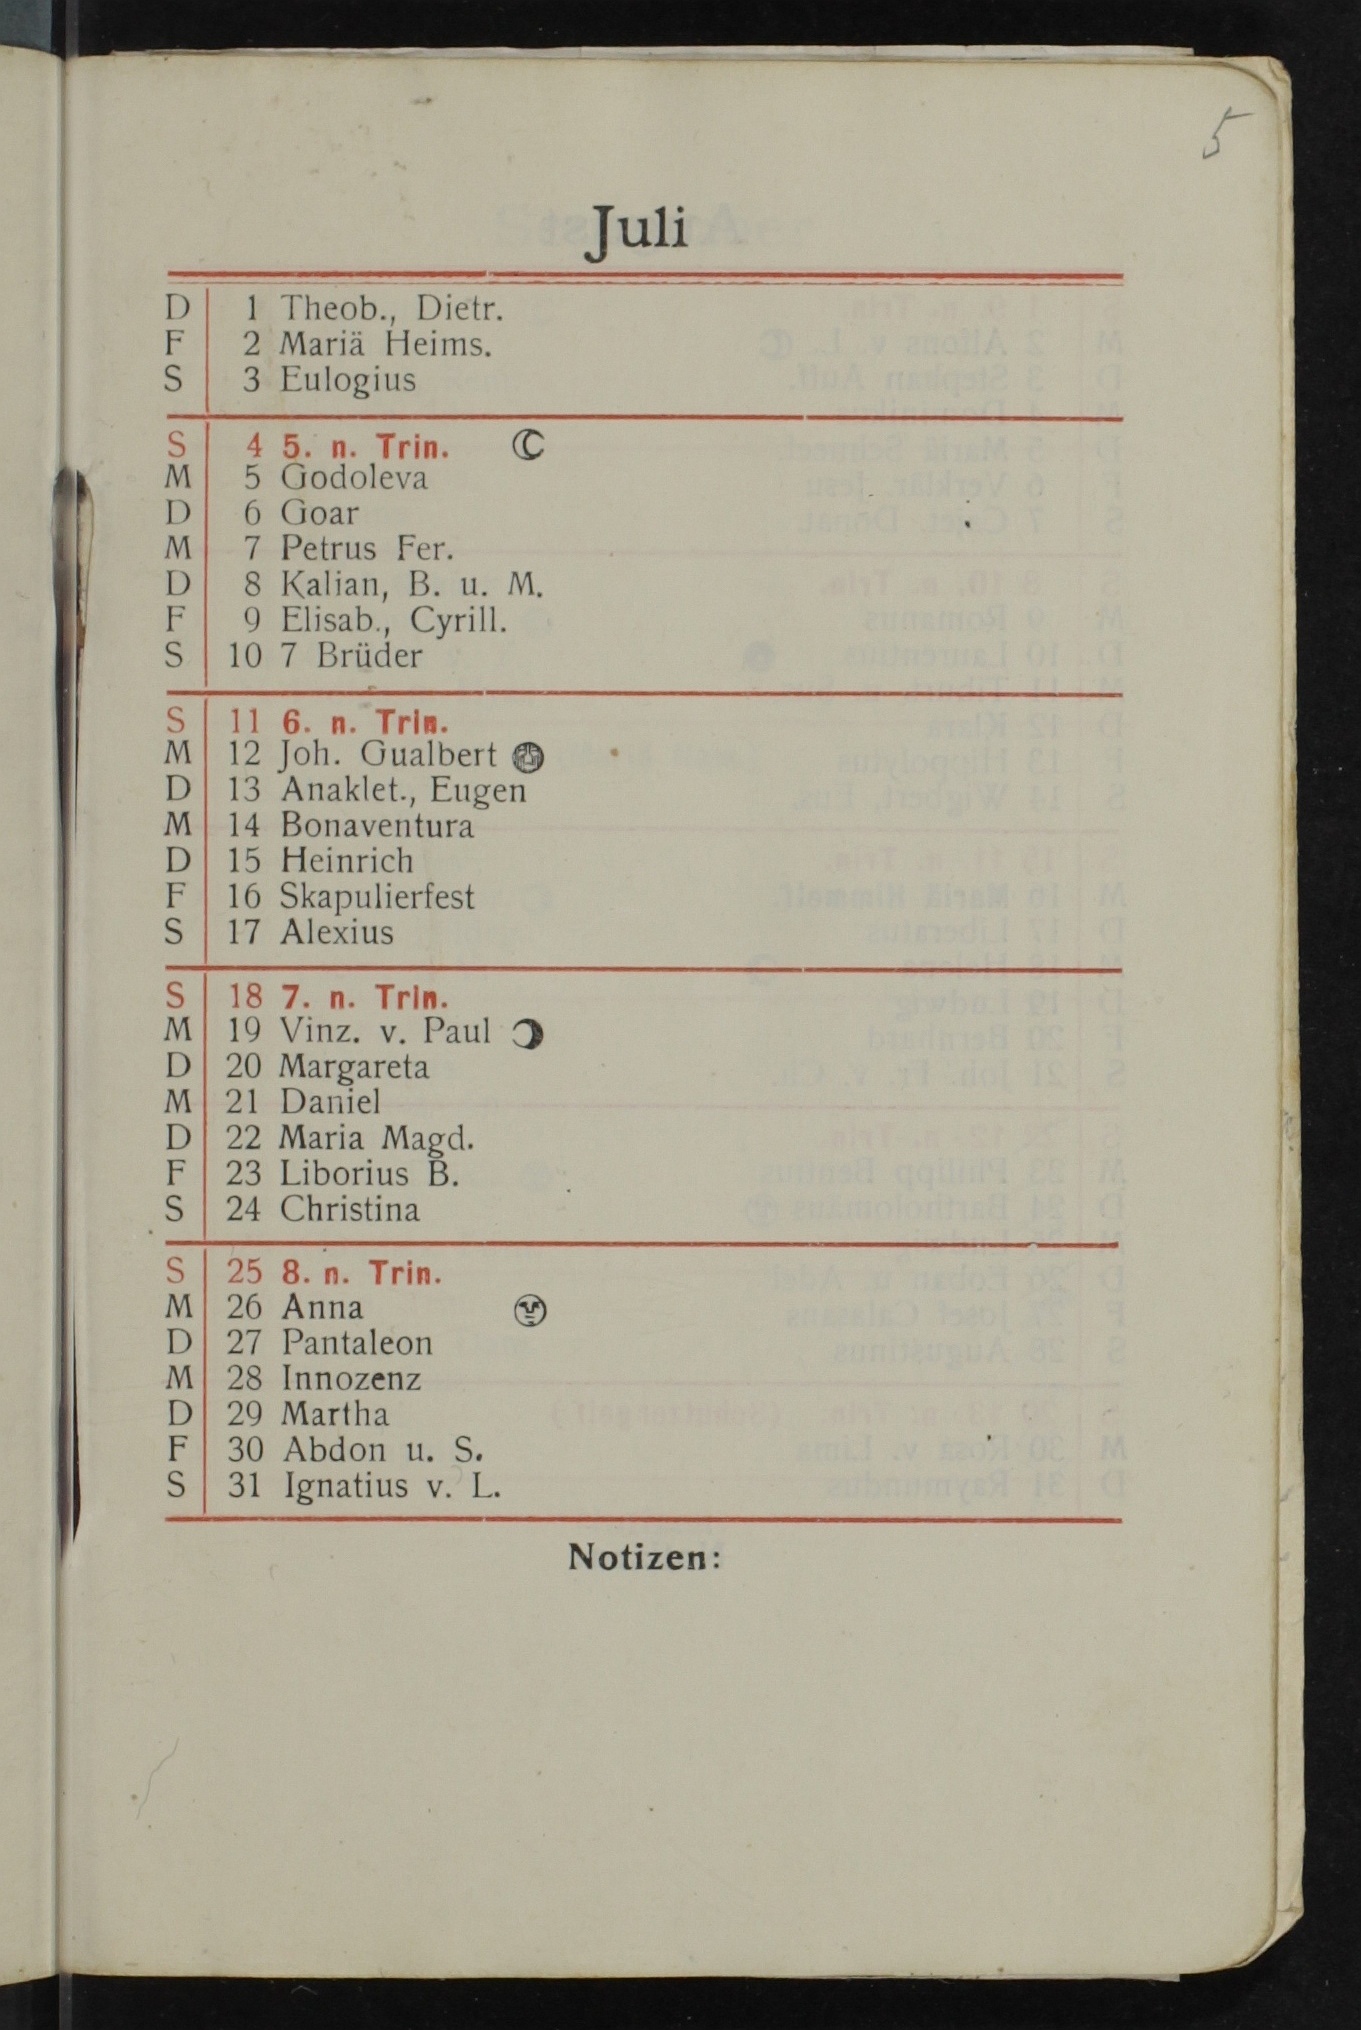 5
Juli
D 1 Theob., Dietr.
F 2 Mariä Heims.
S 3 Eulogius
S 4 5. n. Trin.
M 5 Godoleva
D 6 Goar
M 7 Petrus Fer.
D 8 Kalian, B. u. M.
F 9 Elisab., Cyrill.
S 10 7 Brüder
S 11 6. n. Trin.
M 12 Joh. Gualbert
D 13 Anaklet., Eugen
M 14 Bonaventura
D 15 Heinrich
F 16 Skapulierfest
S 17 Alexius
S 18 7. n. Trin.
M 19 Vinz. v. Paul
D 20 Margareta
M 21 Daniel
D 22 Maria Magd.
F 23 Liborius B.
S 24 Christina
S 25 8. n. Trin.
M 26 Anna
D 27 Pantaleon
M 28 Innozenz
D 29 Martha
F 30 Abdon u. S.
S 31 Ignatius v. L.
Notizen: